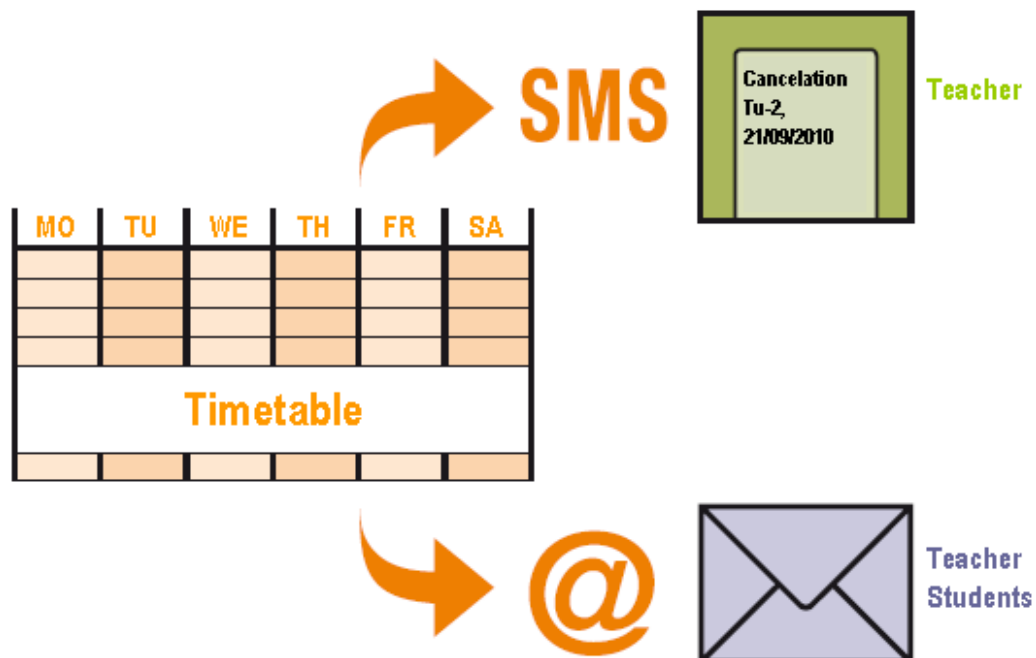 SMS
Cancelation
Tu-2,
21/09/2010
Teacher
MO TU WE TH FR SA
Timetable
@
Teacher
Students